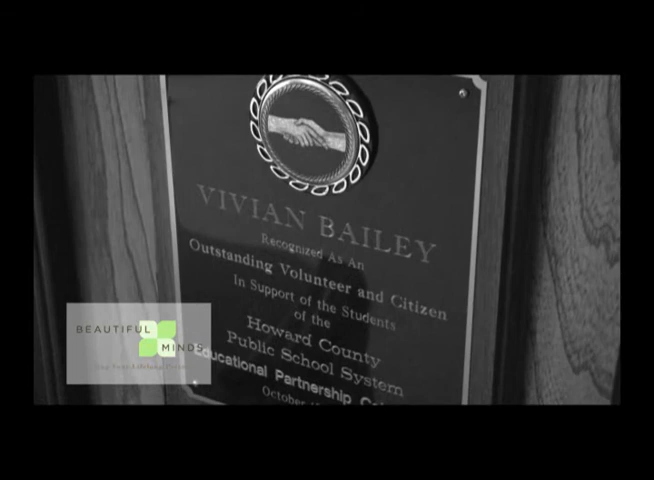 VIVIAN BAILEY
Recognized As An
Outstanding Volunteer and Citizen
In Support of the Students
of the
Howard County
Public School System
Educational Partnership
October
BEAUTIFUL
MINDS